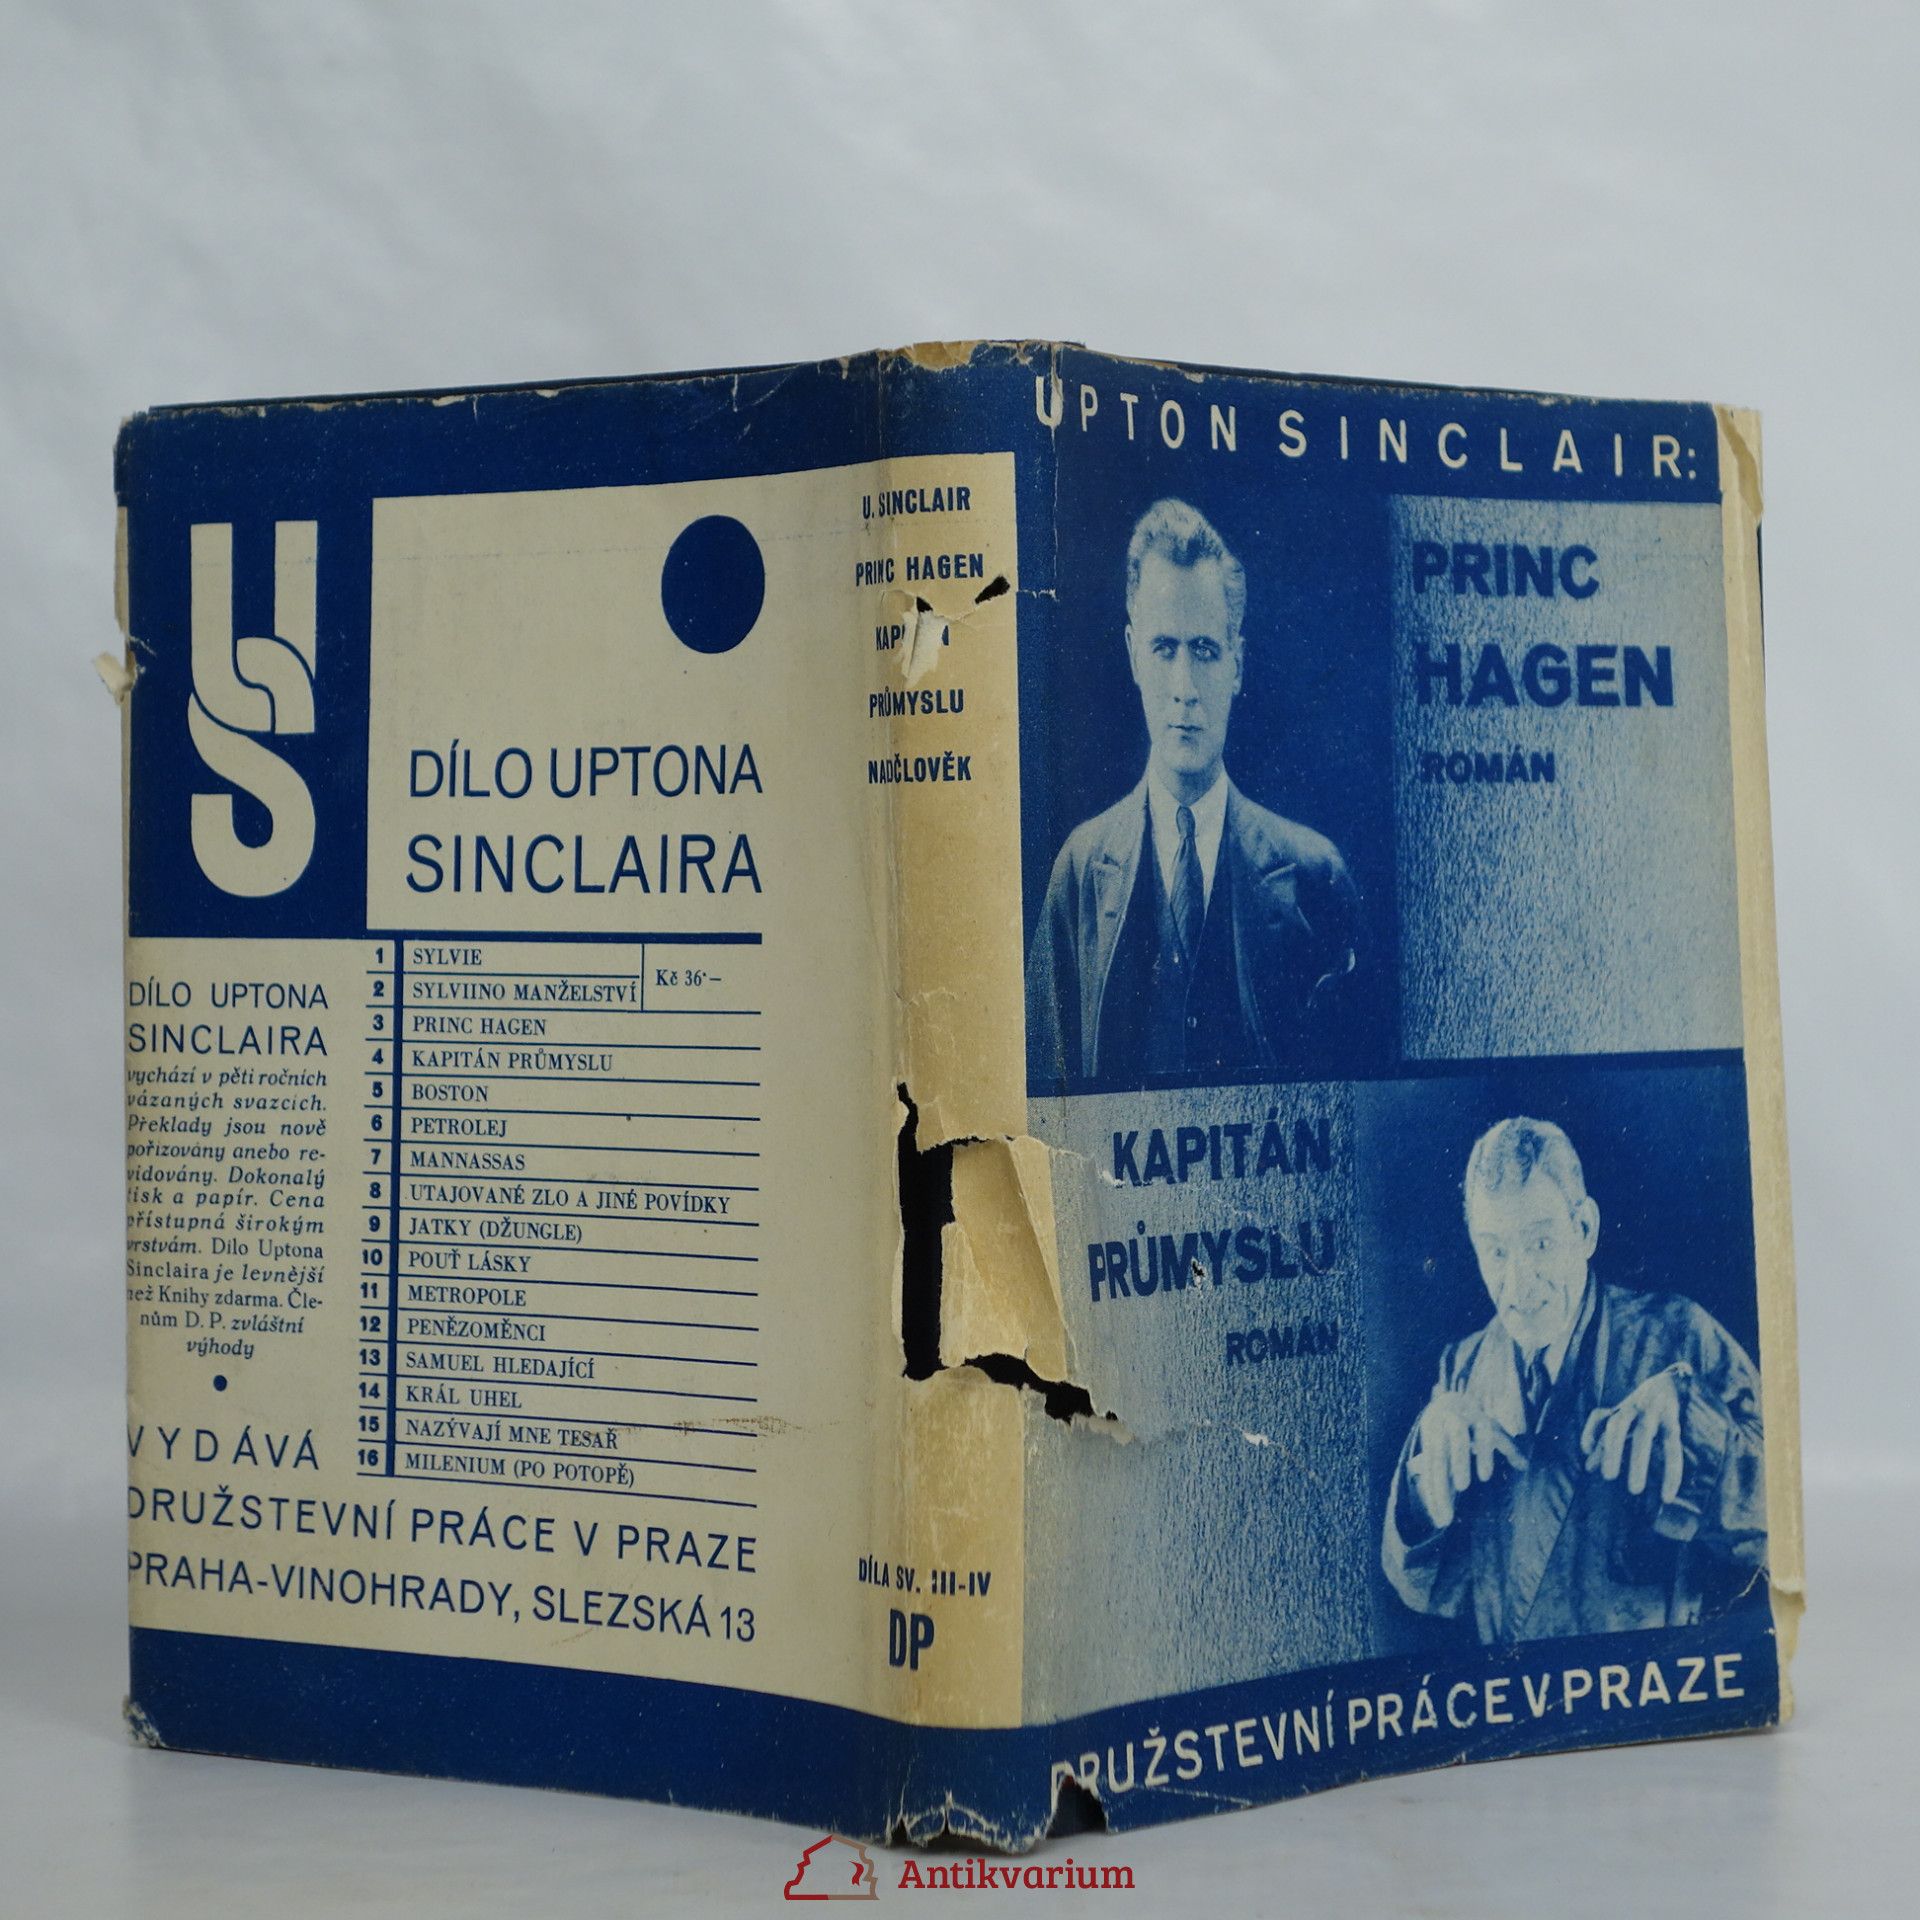 US
DÍLO UPTONA
SINCLAIRA
1 SYLVIE
Kč 36·–
2 SYLVIINO MANŽELSTVÍ
3 PRINC HAGEN
4 KAPITÁN PRŮMYSLU
5 BOSTON
6 PETROLEJ
7 MANNASSAS
8 UTAJOVANÉ ZLO A JINÉ POVÍDKY
9 JATKY (DŽUNGLE)
10 POUŤ LÁSKY
11 METROPOLE
12 PENĚZOMĚNCI
13 SAMUEL HLEDAJÍCÍ
14 KRÁL UHEL
15 NAZÝVAJÍ MNE TESAŘ
16 MILENIUM (PO POTOPĚ)
DÍLO UPTONA
SINCLAIRA
vychází v pěti ročních
vázaných svazcích.
Překlady jsou nově
pořizovány anebo re-
vidovány. Dokonalý
tisk a papír. Cena
přístupná širokým
vrstvám. Dílo Uptona
Sinclaira je levnější
než Knihy zdarma. Čle-
nům D. P. zvláštní
výhody
VYDÁVÁ
DRUŽSTEVNÍ PRÁCE V PRAZE
PRAHA-VINOHRADY, SLEZSKÁ 13
U. SINCLAIR
PRINC HAGEN
PRŮMYSLU
NADČLOVĚK
DÍLA SV. III-IV
DP
UPTON SINCLAIR:
PRINC
HAGEN
ROMÁN
KAPITÁN
PRŮMYSLU
ROMÁN
DRUŽSTEVNÍ PRÁCE V PRAZE
Antikvarium